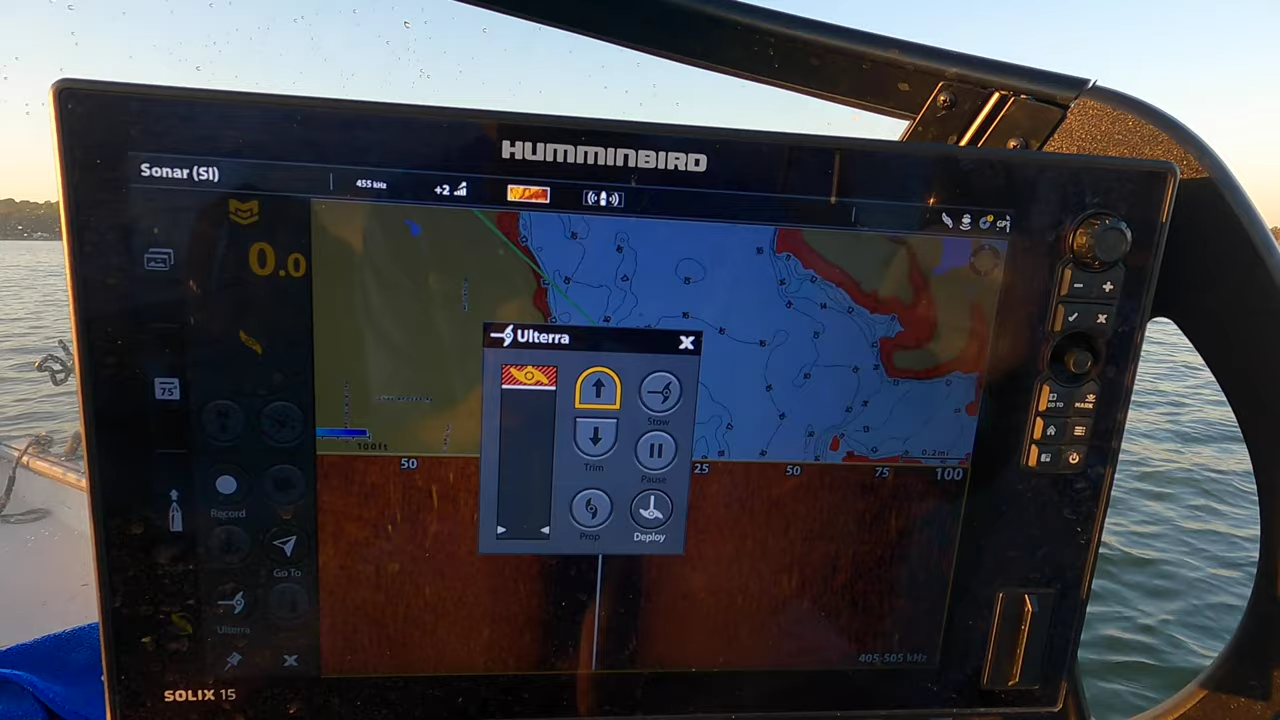 HUMMINBIRD
Sonar (SI)
455 kHz
+2
0.0
75°
Ulterra
X
Stow
Trim
Pause
Prop
Deploy
100ft
0.2mi
50
25
50
75
100
Record
Go To
Ulterra
405-505 kHz
GO TO
MARK
SOLIX 15